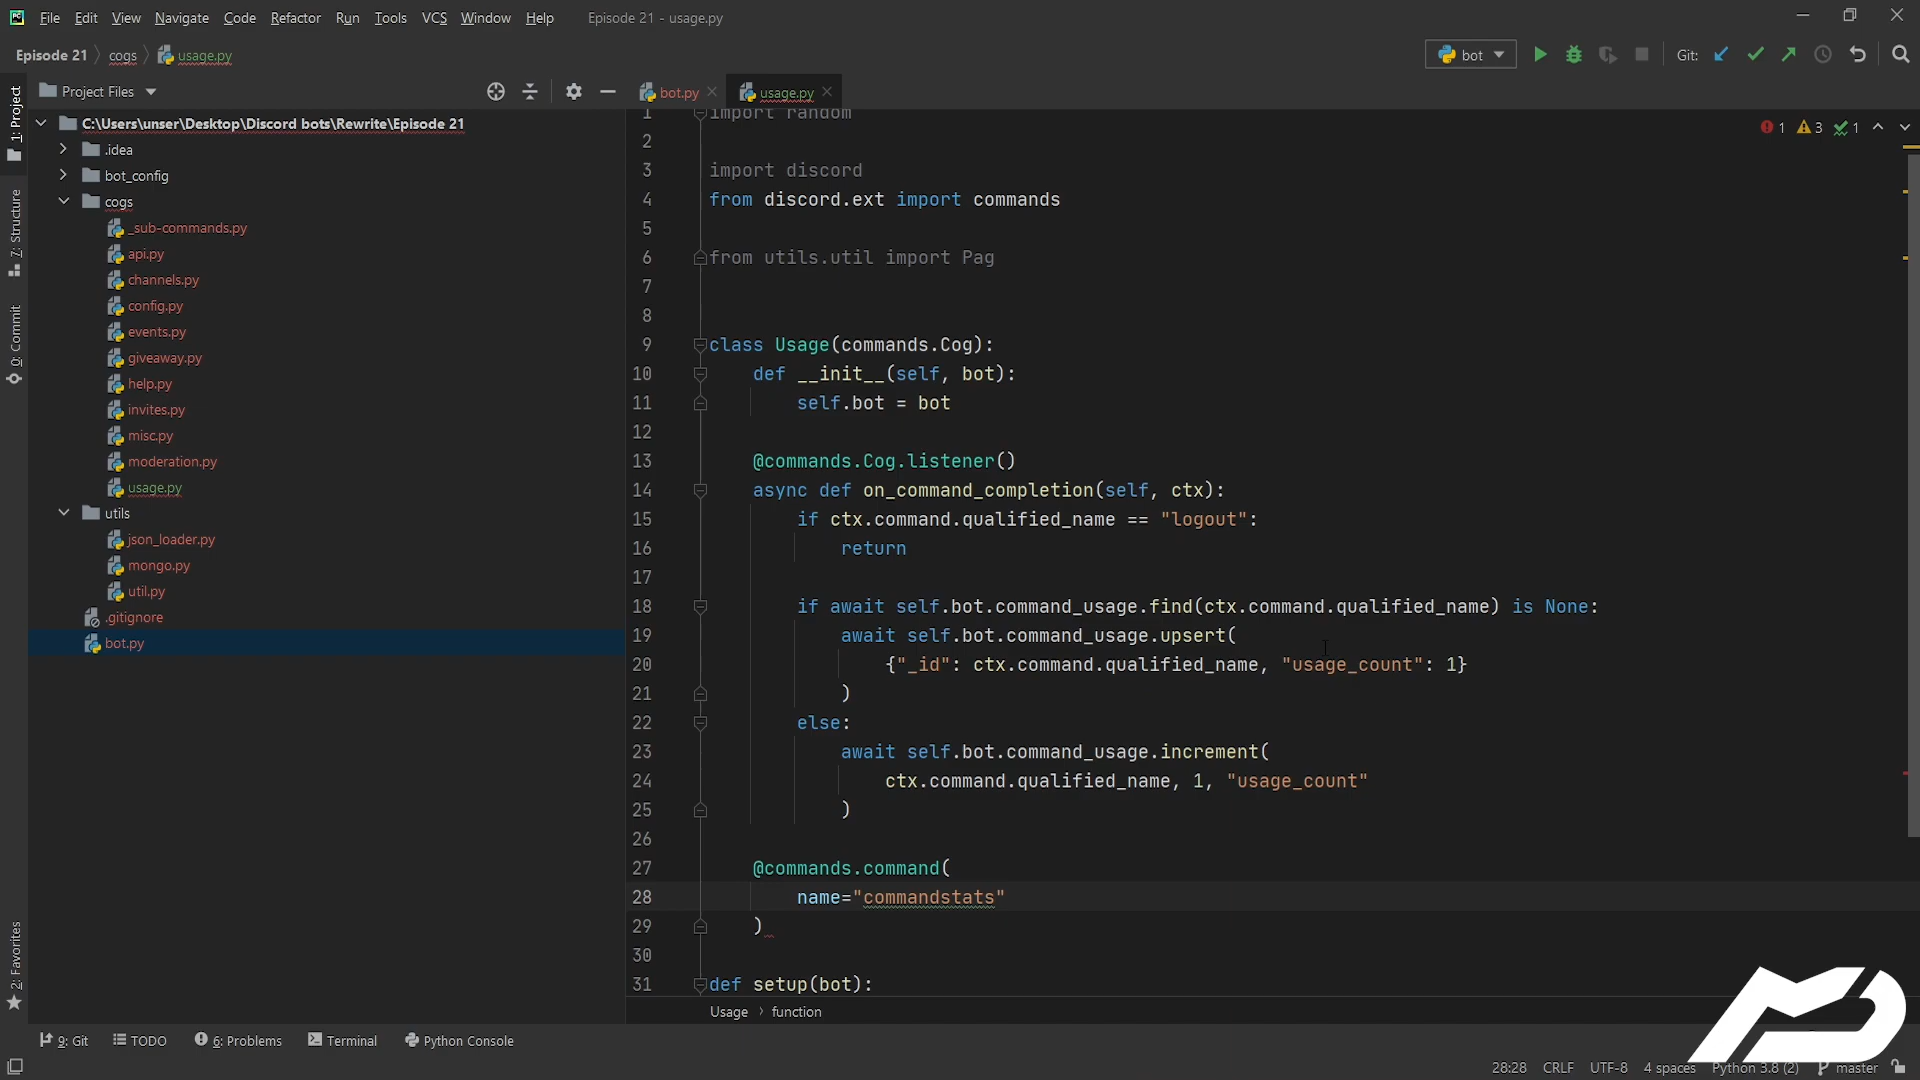 File Edit View Navigate Code Refactor Run Tools VCS Window Help Episode 21 - usage.py
Episode 21 cogs usage.py
bot Git:
1: Project
Project Files
bot.py usage.py
C:\Users\unser\Desktop\Discord bots\Rewrite\Episode 21
.idea
bot_config
cogs
_sub-commands.py
api.py
channels.py
config.py
events.py
giveaway.py
help.py
invites.py
misc.py
moderation.py
usage.py
utils
json_loader.py
mongo.py
util.py
.gitignore
bot.py
7: Structure
0: Commit
2: Favorites
1 3 1
1 import random
2
3 import discord
4 from discord.ext import commands
5
6 from utils.util import Pag
7
8
9 class Usage(commands.Cog):
10 def __init__(self, bot):
11 self.bot = bot
12
13 @commands.Cog.listener()
14 async def on_command_completion(self, ctx):
15 if ctx.command.qualified_name == "logout":
16 return
17
18 if await self.bot.command_usage.find(ctx.command.qualified_name) is None:
19 await self.bot.command_usage.upsert(
20 {"_id": ctx.command.qualified_name, "usage_count": 1}
21 )
22 else:
23 await self.bot.command_usage.increment(
24 ctx.command.qualified_name, 1, "usage_count"
25 )
26
27 @commands.command(
28 name="commandstats"
29 )
30
31 def setup(bot):
Usage function
9: Git TODO 6: Problems Terminal Python Console
28:28 CRLF UTF-8 4 spaces Python 3.8 (2) master